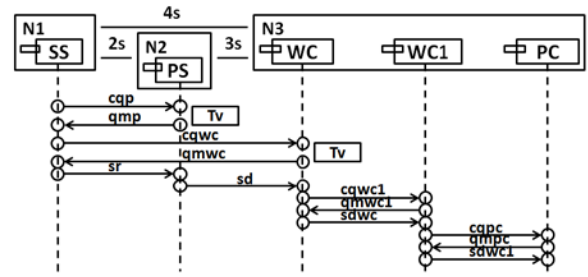 4s
N1
N2
N3
SS
2s
PS
3s
WC
WC1
PC
cqp
qmp
Tv
cqwc
qmwc
Tv
sr
sd
cqwc1
qmwc1
sdwc
cqpc
qmpc
sdwc1